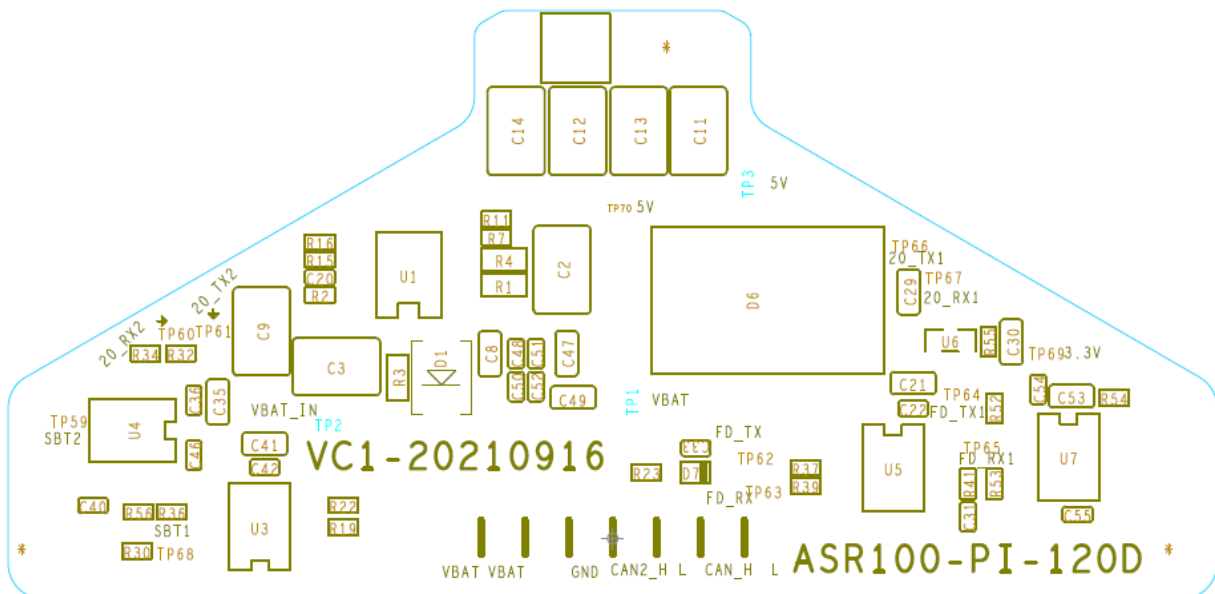 *
C14 C12 C13 C11
TP3 5V
TP70 5V
R11
R7
R16
R15
C20
R2
U1
R4
R1
C2
D6
TP66
20_TX1
TP67
C29
20_RX1
20_TX2
20_RX2
TP60 TP61
R34 R32
C9
C3
R3
D1
C8
C48 C51
C47
C50 C52
C49
U6
R55
C30
TP69 3.3V
C36
C35
VBAT_IN
TP2
TP1
VBAT
C21
C22
TP64
FD_TX1
R52
C54
C53
R54
TP59
SBT2
U4
C46
C41
C42
VC1-20210916
C33
FD_TX
R23
D7
TP62
TP63
FD_RX
R37
R39
U5
TP65
FD_RX1
R41
R53
C31
U7
C55
C40
R56 R36
SBT1
R30
TP68
U3
R22
R19
VBAT VBAT GND CAN2_H L CAN_H L
ASR100-PI-120D
* *